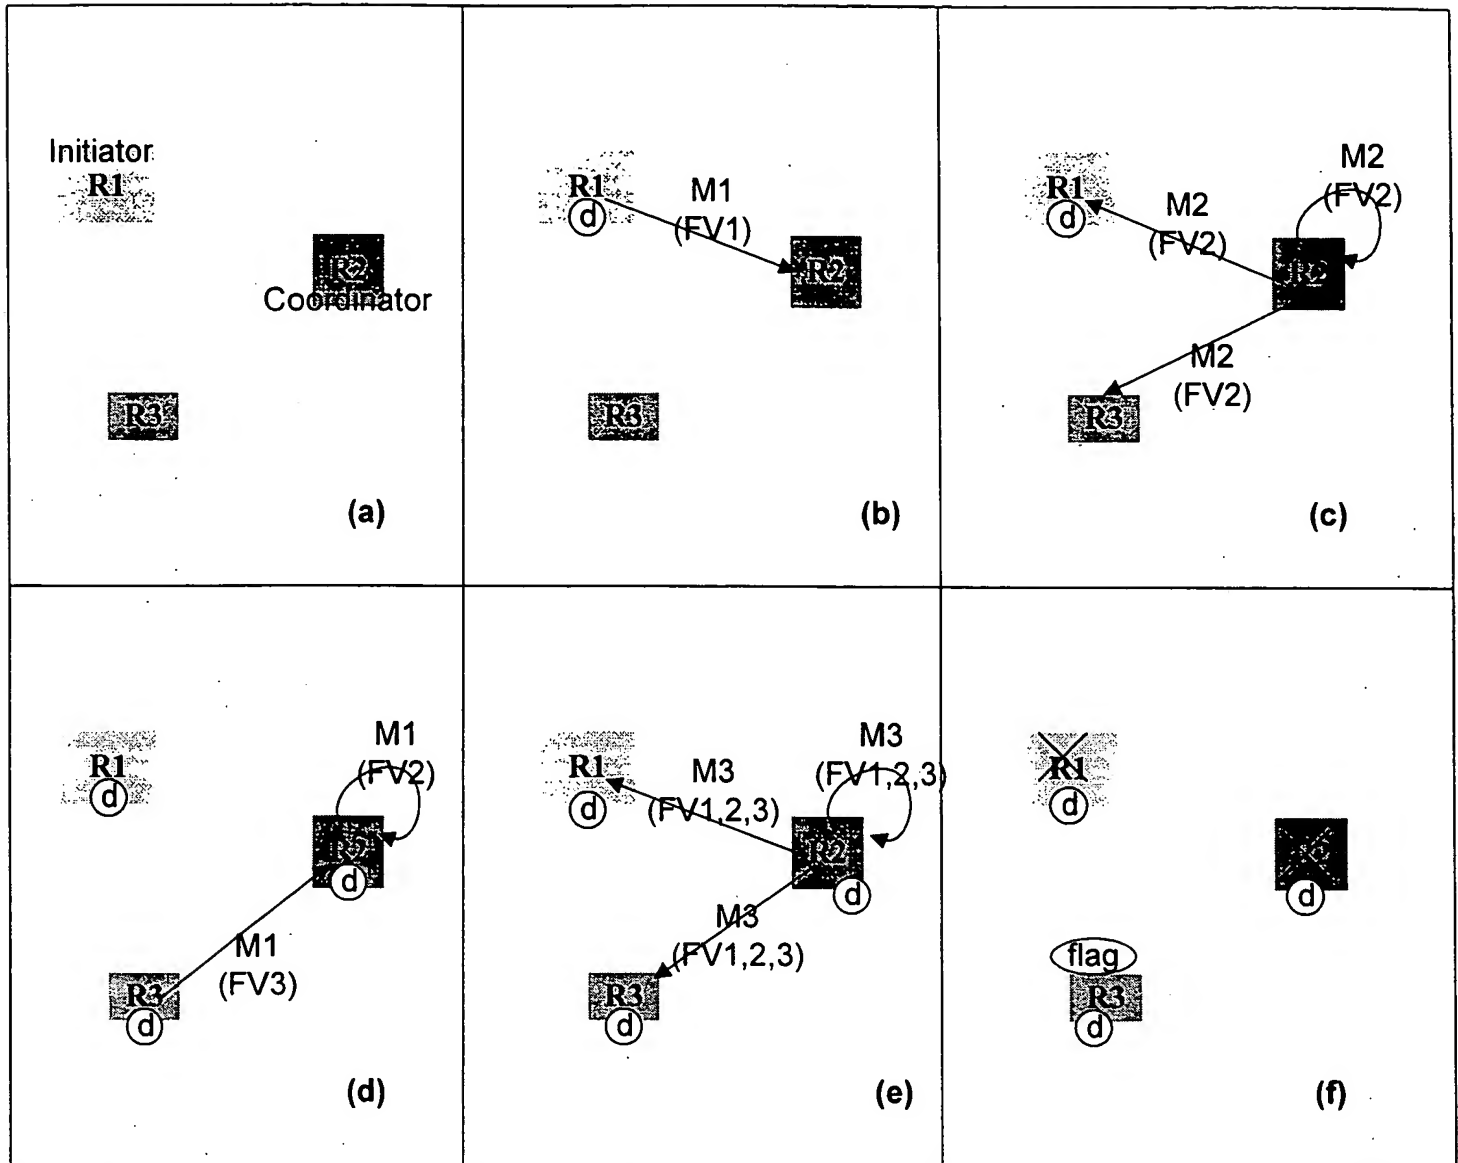 Initiator
R1
R2
Coordinator
R3
(a)
R1
d
M1
(FV1)
R2
R3
(b)
M2
(FV2)
R1
d
M2
(FV2)
R2
M2
(FV2)
R3
(c)
M1
(FV2)
R1
d
R2
d
M1
(FV3)
R3
d
(d)
M3
(FV1,2,3)
R1
d
M3
(FV1,2,3)
R2
d
M3
(FV1,2,3)
R3
d
(e)
R1
d
d
flag
R3
d
(f)